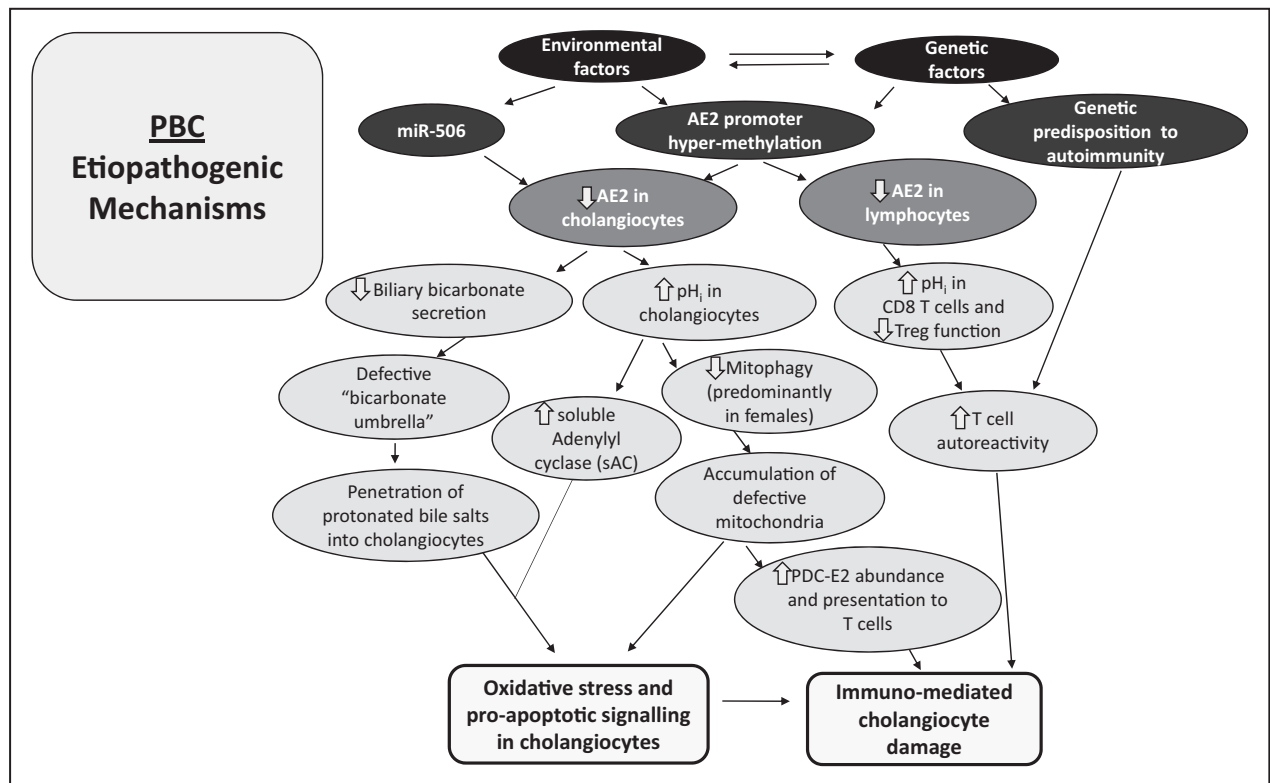 PBC
Etiopathogenic
Mechanisms
Environmental
factors
Genetic
factors
miR-506
AE2 promoter
hyper-methylation
Genetic
predisposition to
autoimmunity
AE2 in
cholangiocytes
AE2 in
lymphocytes
Biliary bicarbonate
secretion
pHi in
cholangiocytes
pHi in
CD8 T cells and
Treg function
Defective
“bicarbonate
umbrella”
soluble
Adenylyl
cyclase (sAC)
Mitophagy
(predominantly
in females)
T cell
autoreactivity
Penetration of
protonated bile salts
into cholangiocytes
Accumulation of
defective
mitochondria
PDC-E2 abundance
and presentation to
T cells
Oxidative stress and
pro-apoptotic signalling
in cholangiocytes
Immuno-mediated
cholangiocyte
damage